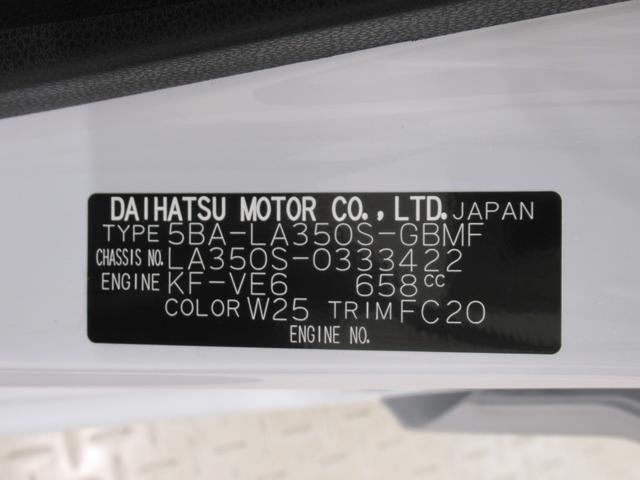 DAIHATSU MOTOR CO.,LTD. JAPAN
TYPE 5BA-LA350S-GBMF
CHASSIS NO. LA350S-0333422
ENGINE KF-VE6 658cc
COLOR W25 TRIM FC20
ENGINE NO.